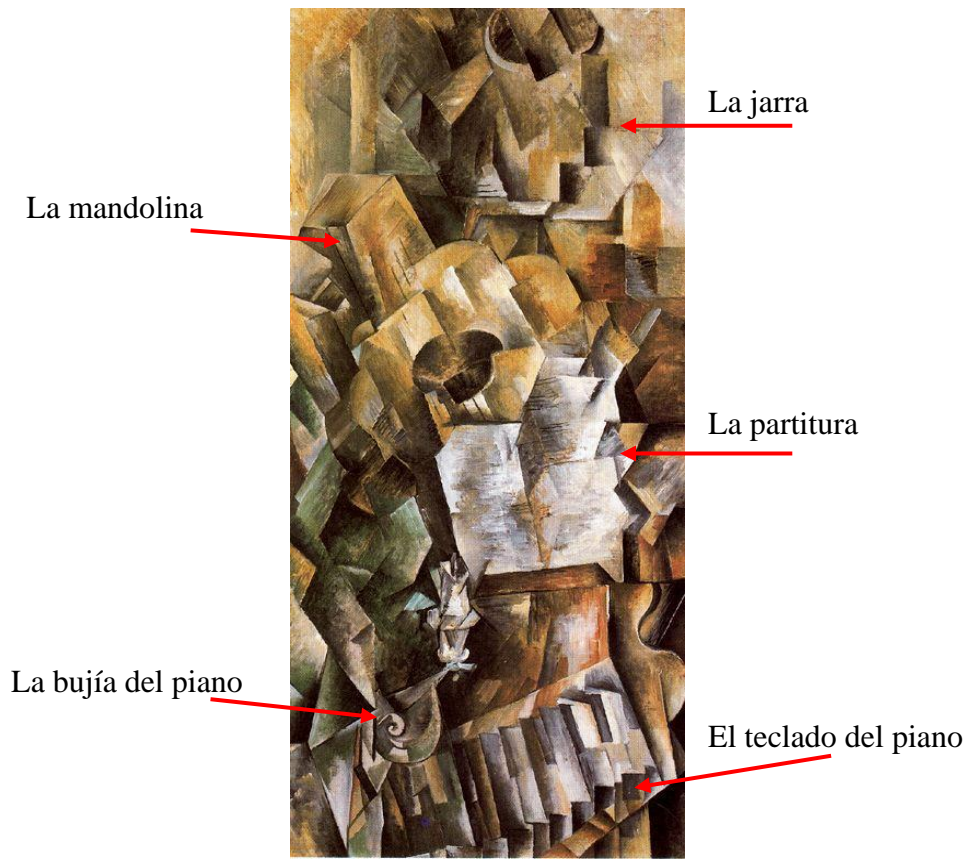 La jarra
La mandolina
La partitura
La bujía del piano
El teclado del piano